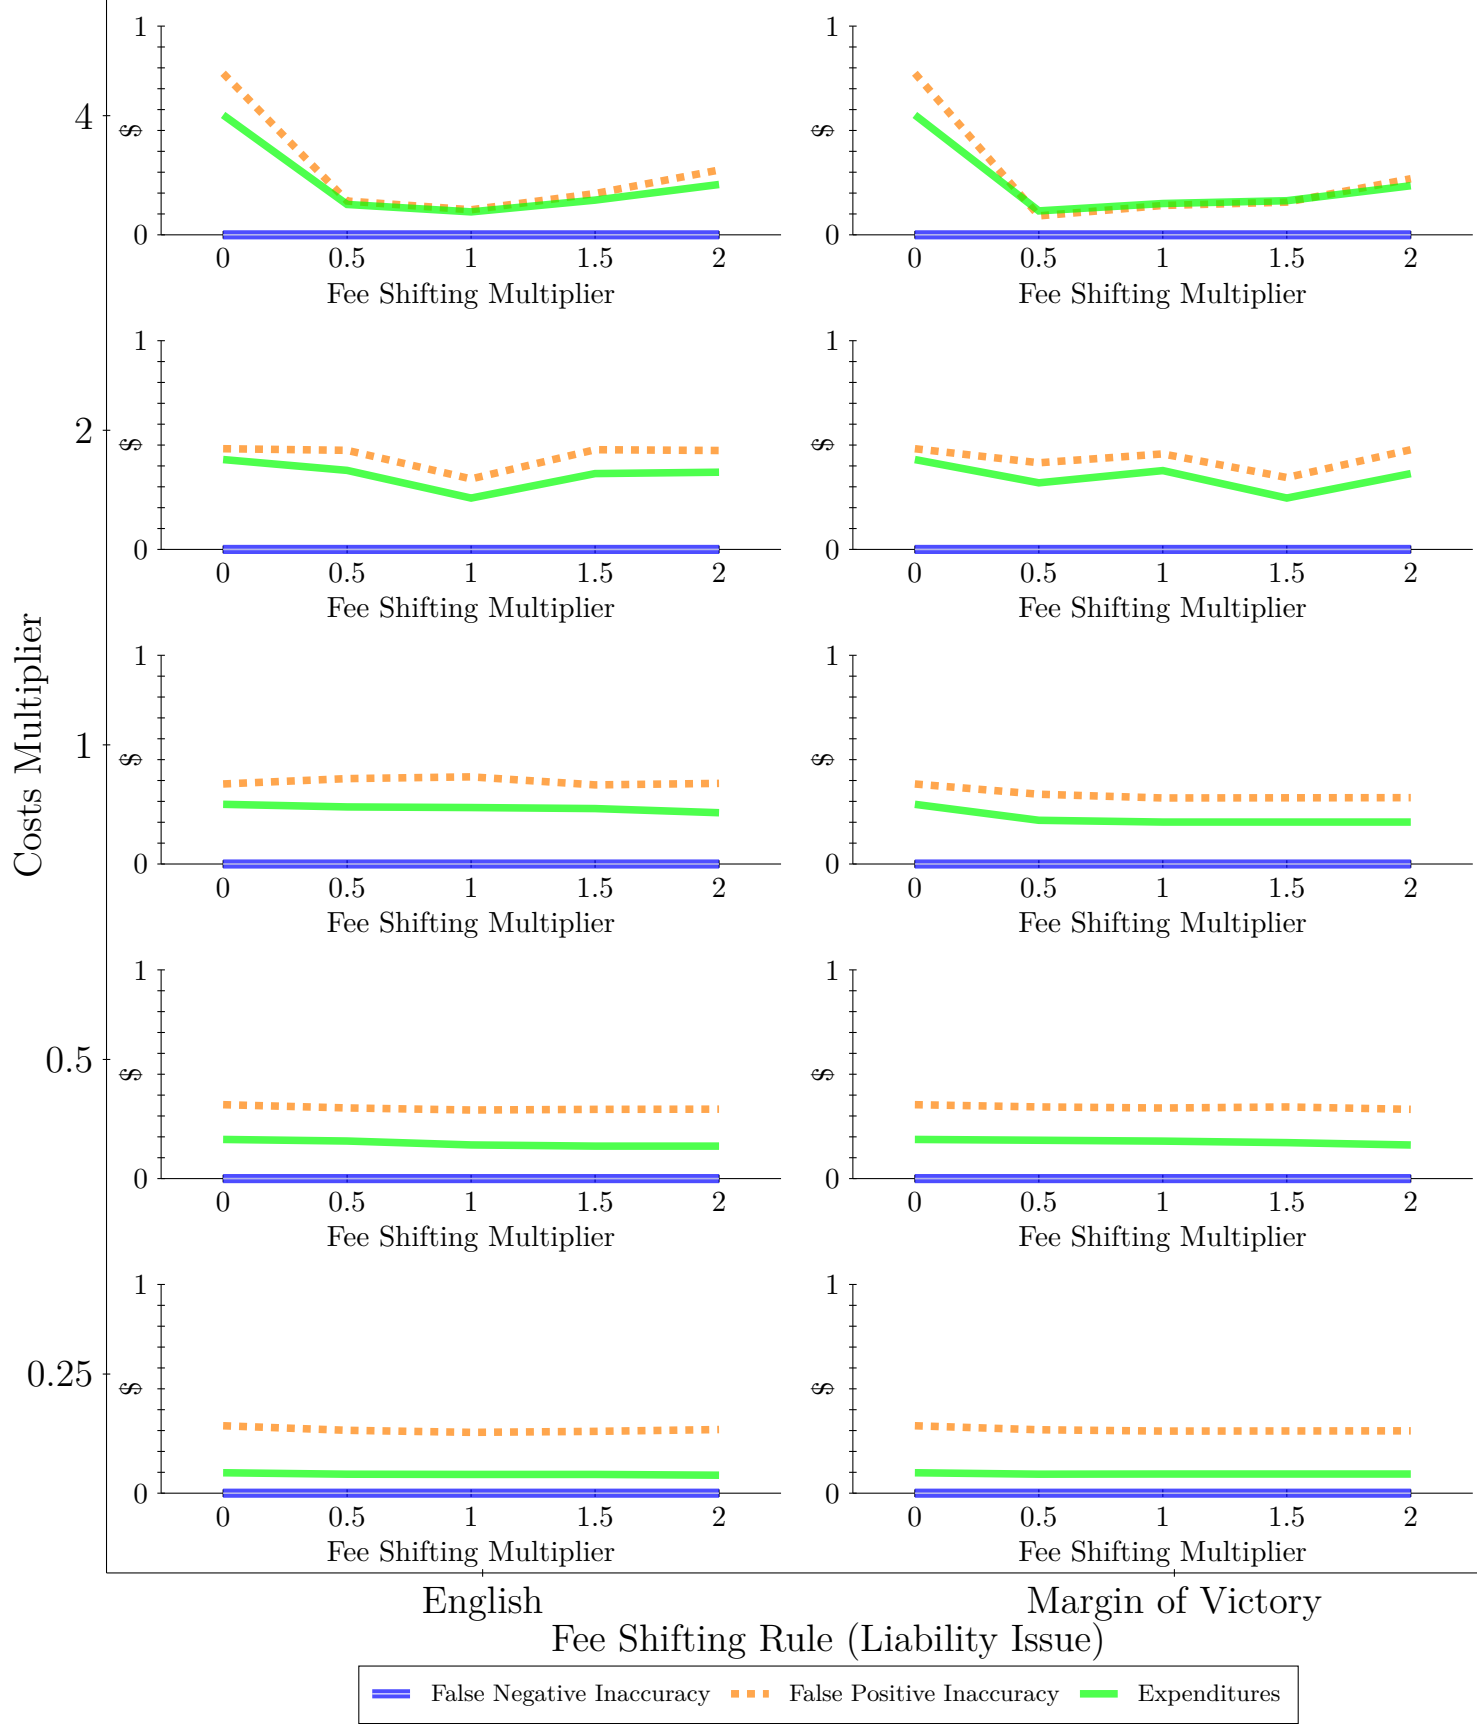 1
$
4
0
0 0.5 1 1.5 2
Fee Shifting Multiplier
1
$
0
0 0.5 1 1.5 2
Fee Shifting Multiplier
1
$
2
0
0 0.5 1 1.5 2
Fee Shifting Multiplier
1
$
0
0 0.5 1 1.5 2
Fee Shifting Multiplier
Costs Multiplier
1
$
1
0
0 0.5 1 1.5 2
Fee Shifting Multiplier
1
$
0
0 0.5 1 1.5 2
Fee Shifting Multiplier
1
$
0.5
0
0 0.5 1 1.5 2
Fee Shifting Multiplier
1
$
0
0 0.5 1 1.5 2
Fee Shifting Multiplier
1
$
0.25
0
0 0.5 1 1.5 2
Fee Shifting Multiplier
1
$
0
0 0.5 1 1.5 2
Fee Shifting Multiplier
English Margin of Victory
Fee Shifting Rule (Liability Issue)
False Negative Inaccuracy False Positive Inaccuracy Expenditures